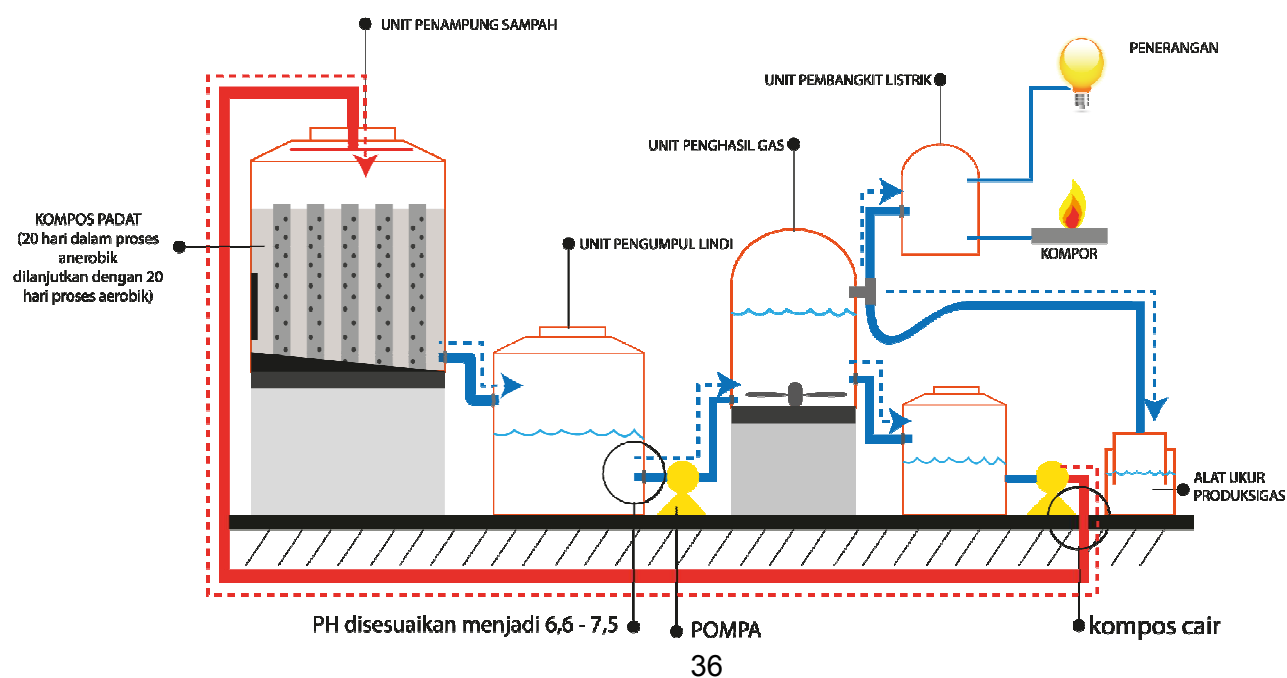 UNIT PENAMPUNG SAMPAH
PENERANGAN
UNIT PEMBANGKIT LISTRIK
UNIT PENGHASIL GAS
KOMPOS PADAT
(20 hari dalam proses
anerobik
dilanjutkan dengan 20
hari proses aerobik)
UNIT PENGUMPUL LINDI
KOMPOR
ALAT UKUR
PRODUKSIGAS
PH disesuaikan menjadi 6,6 - 7,5
POMPA
kompos cair
36